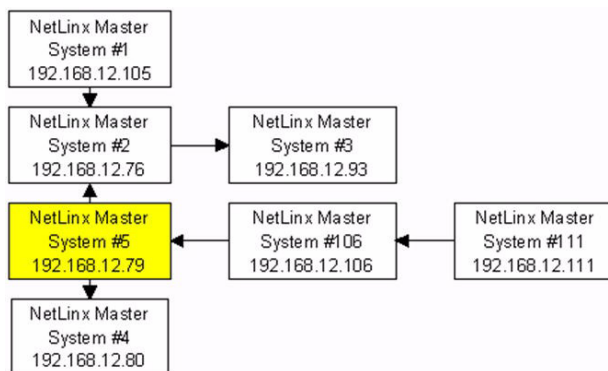 NetLinx Master
System #1
192.168.12.105
NetLinx Master
System #2
192.168.12.76
NetLinx Master
System #3
192.168.12.93
NetLinx Master
System #5
192.168.12.79
NetLinx Master
System #106
192.168.12.106
NetLinx Master
System #111
192.168.12.111
NetLinx Master
System #4
192.168.12.80